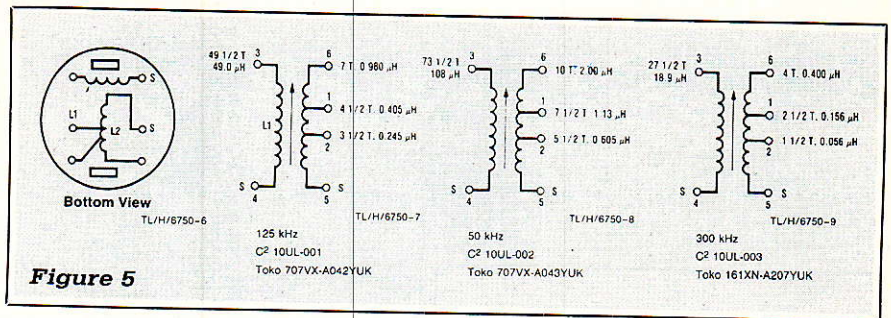 S
L1
L2
S
S
Bottom View
TL/H/6750-6
49 1/2 T
49.0 µH
3
6
7 T. 0.980 µH
L1
1
4 1/2 T. 0.405 µH
3 1/2 T. 0.245 µH
2
S
4
S
5
TL/H/6750-7
125 kHz
C² 10UL-001
Toko 707VX-A042YUK
73 1/2 T
108 µH
3
6
10 T. 2.00 µH
1
7 1/2 T 1.13 µH
5 1/2 T. 0.605 µH
2
S
4
S
5
TL/H/6750-8
50 kHz
C² 10UL-002
Toko 707VX-A043YUK
27 1/2 T
18.9 µH
3
6
4 T. 0.400 µH
1
2 1/2 T. 0.156 µH
1 1/2 T. 0.056 µH
2
S
4
S
5
TL/H/6750-9
300 kHz
C² 10UL-003
Toko 161XN-A207YUK
Figure 5